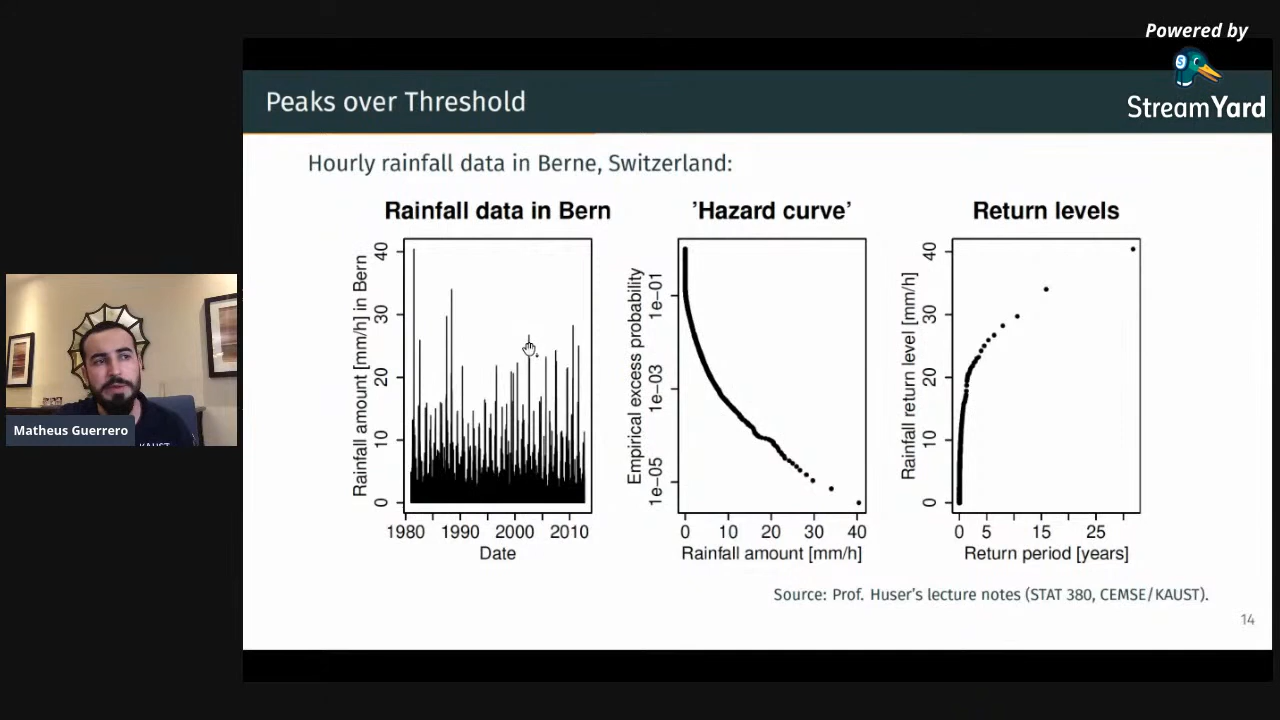 Powered by
StreamYard
Peaks over Threshold
Hourly rainfall data in Berne, Switzerland:
Rainfall data in Bern
Rainfall amount [mm/h] in Bern
0
10
20
30
40
1980 1990 2000 2010
Date
’Hazard curve’
Empirical excess probability
1e−01
1e−03
1e−05
0 10 20 30 40
Rainfall amount [mm/h]
Return levels
Rainfall return level [mm/h]
0
10
20
30
40
0 5 15 25
Return period [years]
Source: Prof. Huser’s lecture notes (STAT 380, CEMSE/KAUST).
14
Matheus Guerrero
KAUST